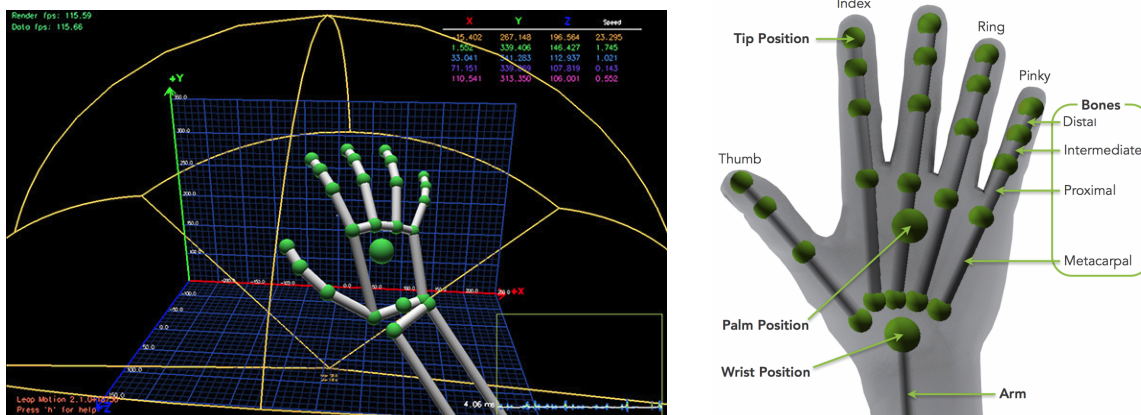 Render fps: 115.59
Data fps: 115.66
X Y Z Speed
-15.402 267.148 196.564 23.295
1.552 339.406 146.427 1.745
33.041 341.283 112.937 1.021
71.151 107.819 0.143
110.541 313.350 106.001 0.552
+Y
+X
4.06 ms
Leap Motion
Press 'h' for help
Index
Tip Position
Ring
Pinky
Bones
Distal
Intermediate
Thumb
Proximal
Metacarpal
Palm Position
Wrist Position
Arm